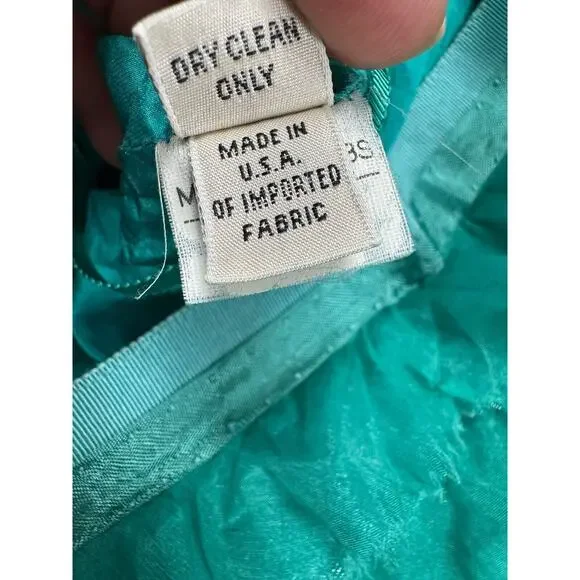 DRY CLEAN
ONLY
MADE IN
U.S.A.
OF IMPORTED
FABRIC